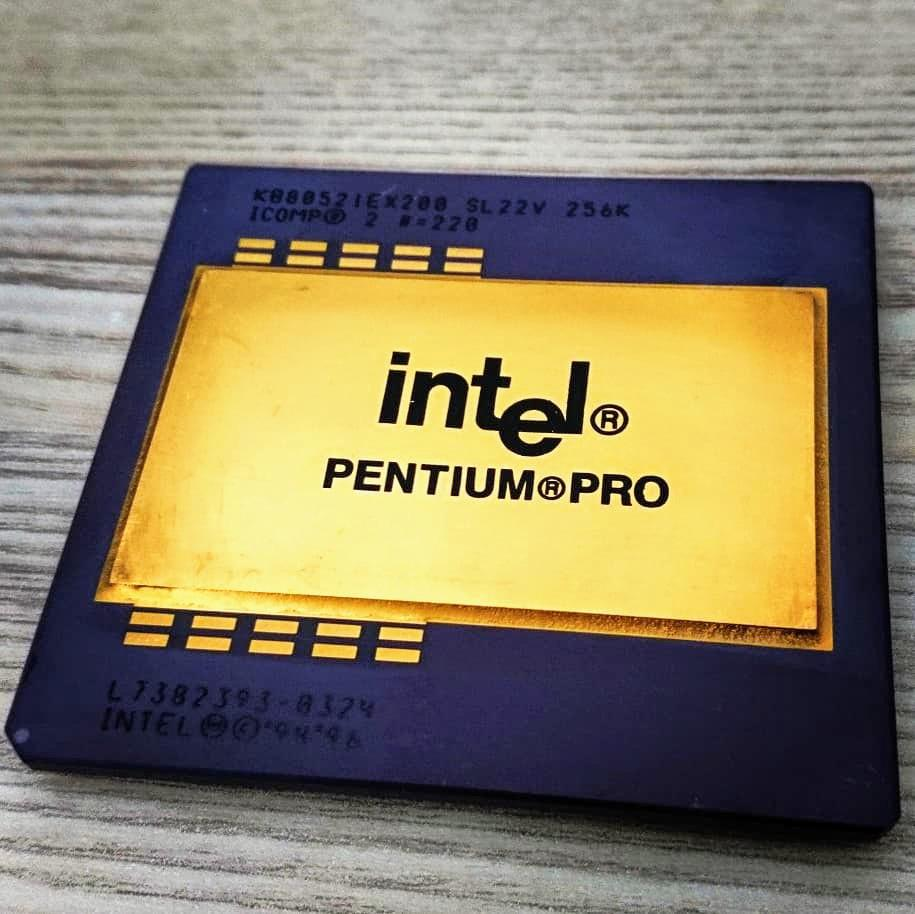 KB80521EX200 SL22V 256K
ICOMP® 2 #=220
intel®
PENTIUM®PRO
L7382393-0324
INTEL Ⓜ©'94'96